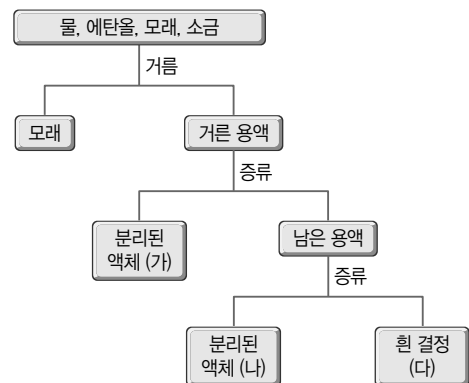 물, 에탄올, 모래, 소금
거름
모래
거른 용액
증류
분리된
액체 (가)
남은 용액
증류
분리된
액체 (나)
흰 결정
(다)